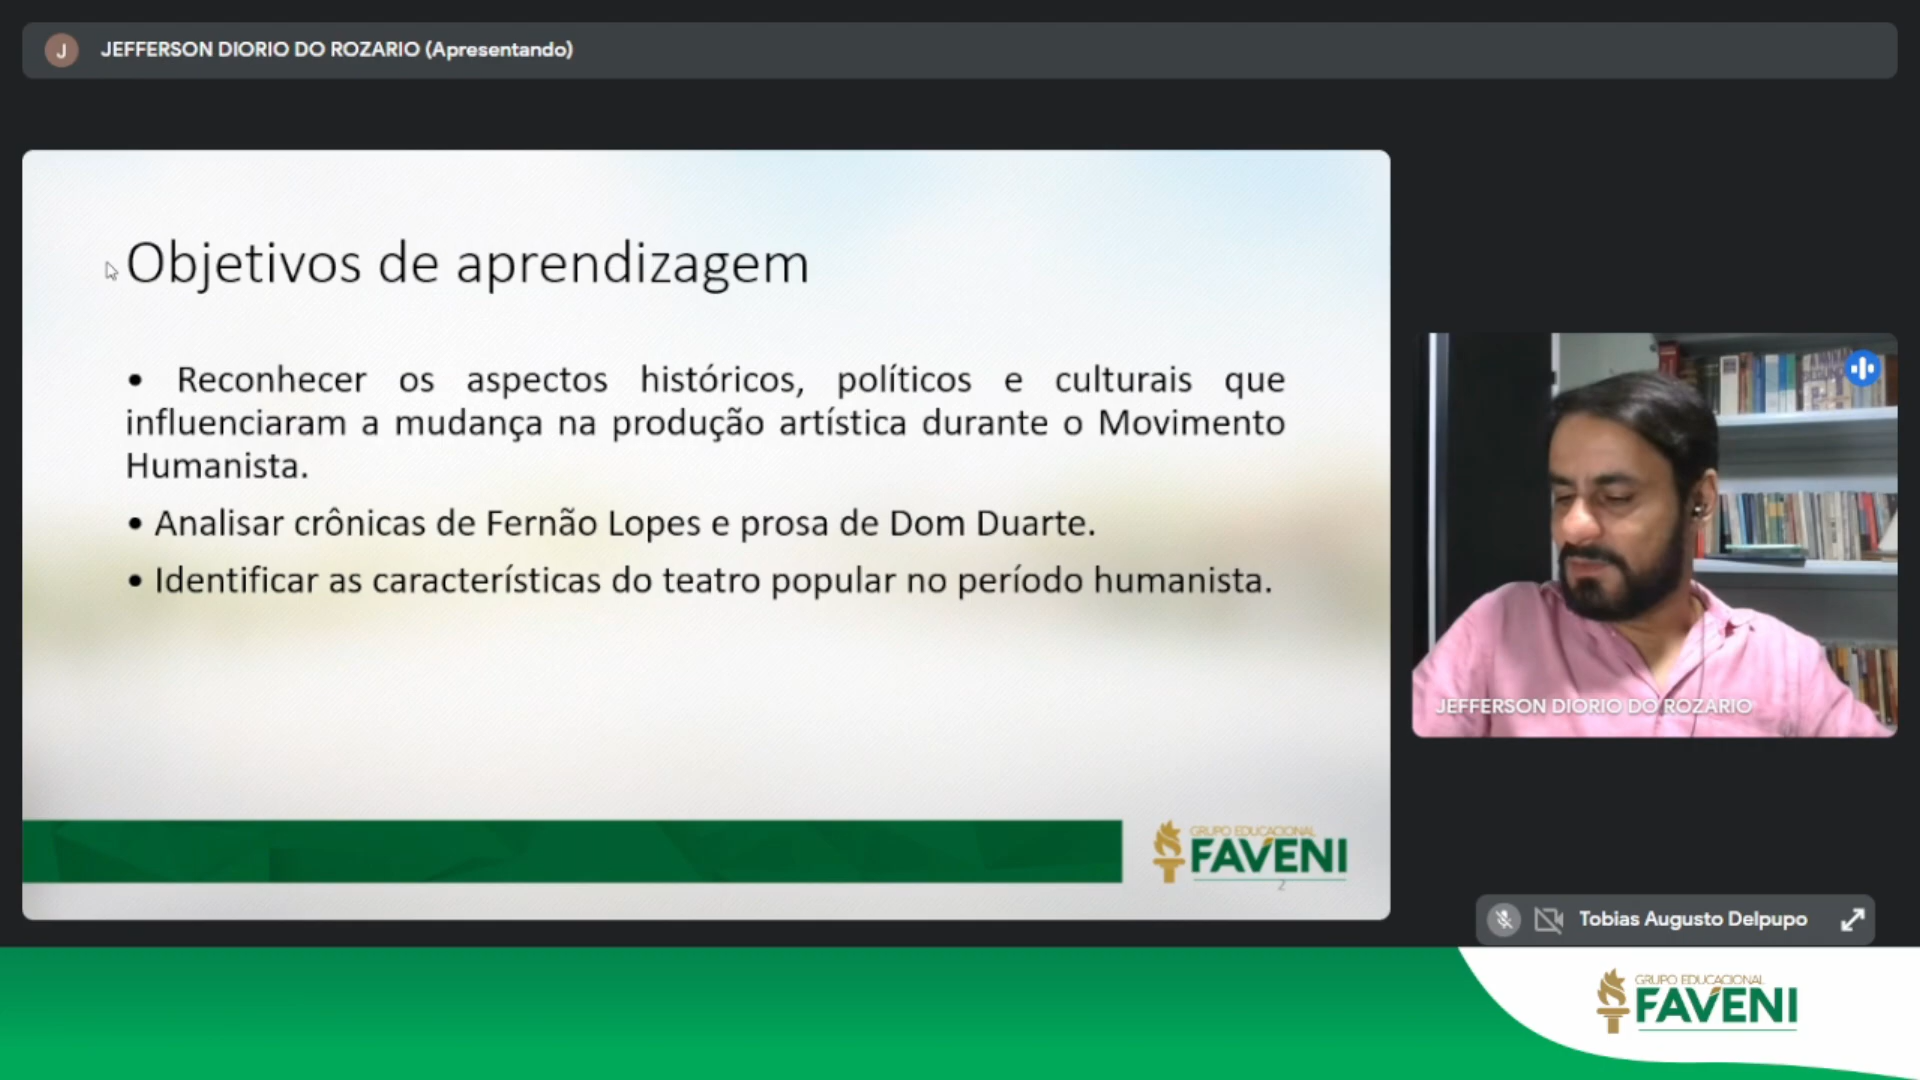 J JEFFERSON DIORIO DO ROZARIO (Apresentando)
Objetivos de aprendizagem
• Reconhecer os aspectos históricos, políticos e culturais que
influenciaram a mudança na produção artística durante o Movimento
Humanista.
• Analisar crônicas de Fernão Lopes e prosa de Dom Duarte.
• Identificar as características do teatro popular no período humanista.
GRUPO EDUCACIONAL
FAVENI
2
JEFFERSON DIORIO DO ROZARIO
Tobias Augusto Delpupo
GRUPO EDUCACIONAL
FAVENI